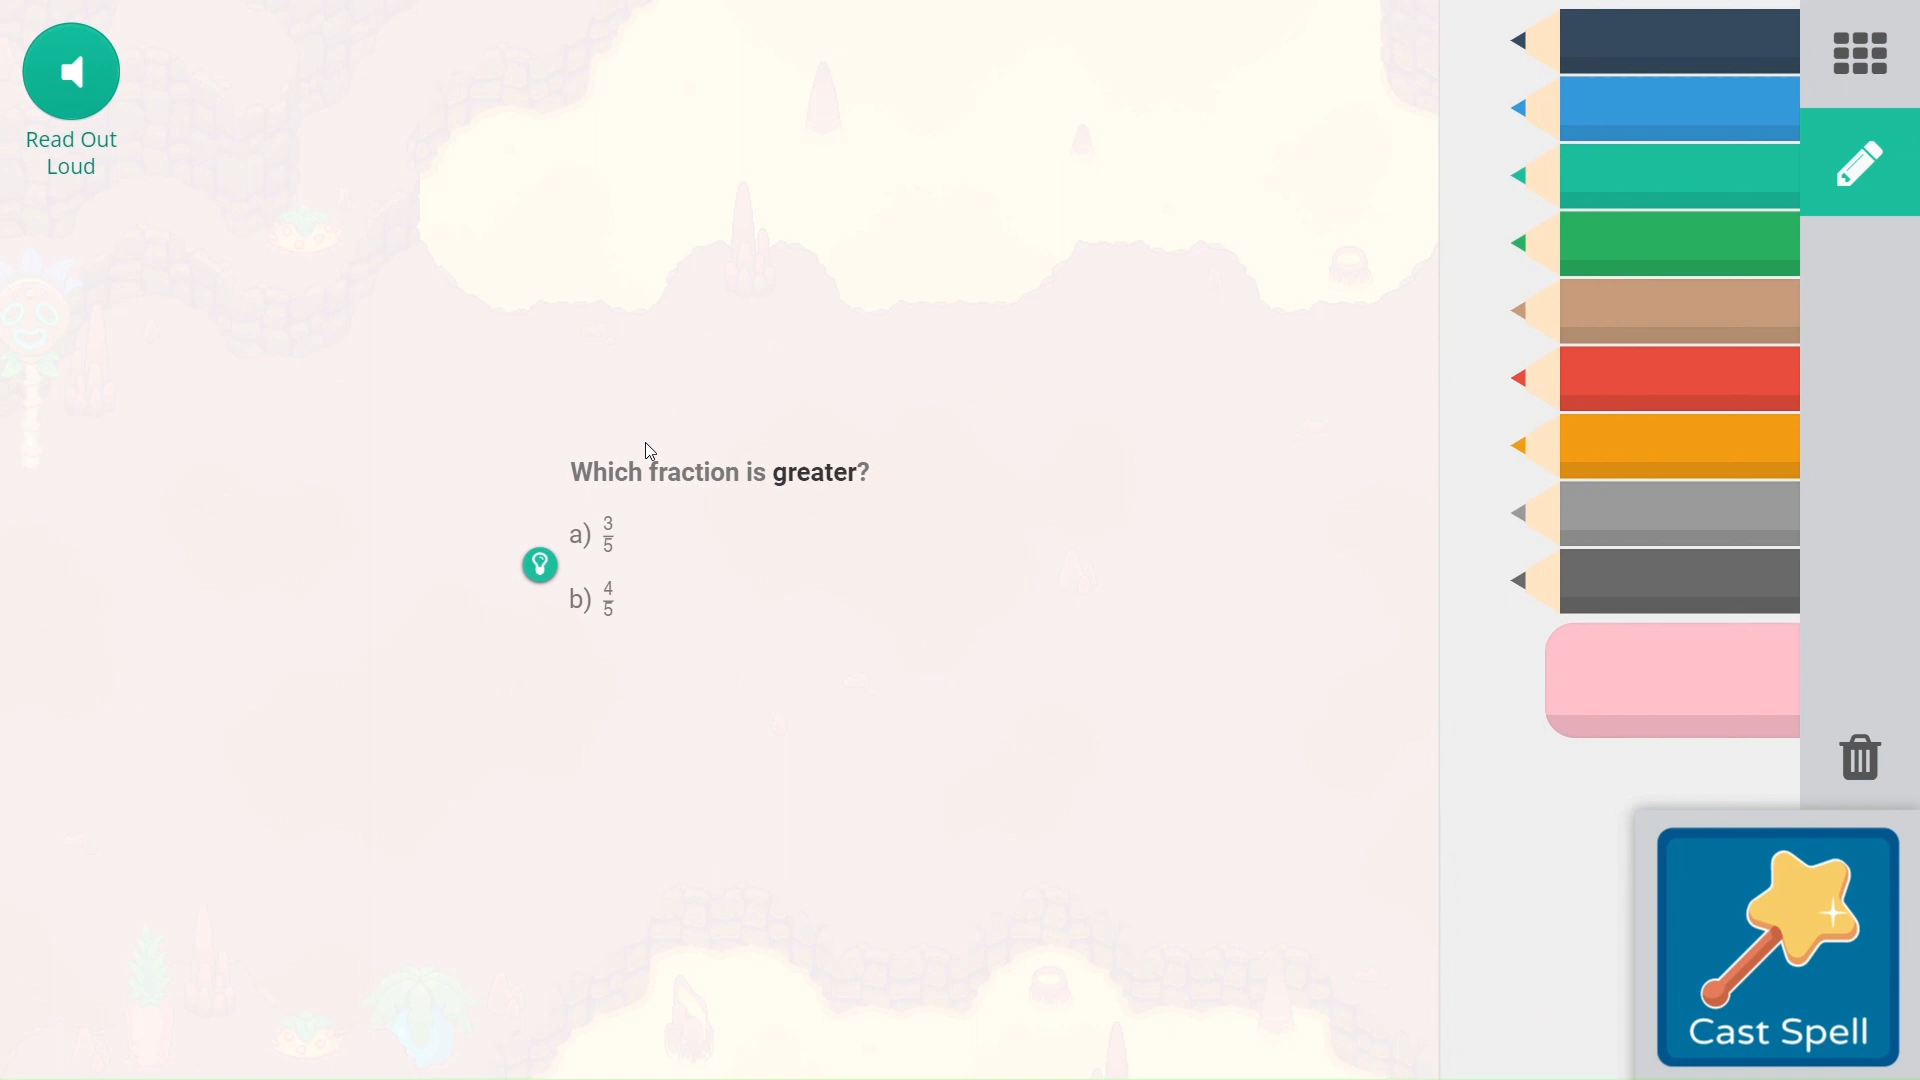 Read Out
Loud
Which fraction is greater?
a) 3/5
b) 4/5
Cast Spell